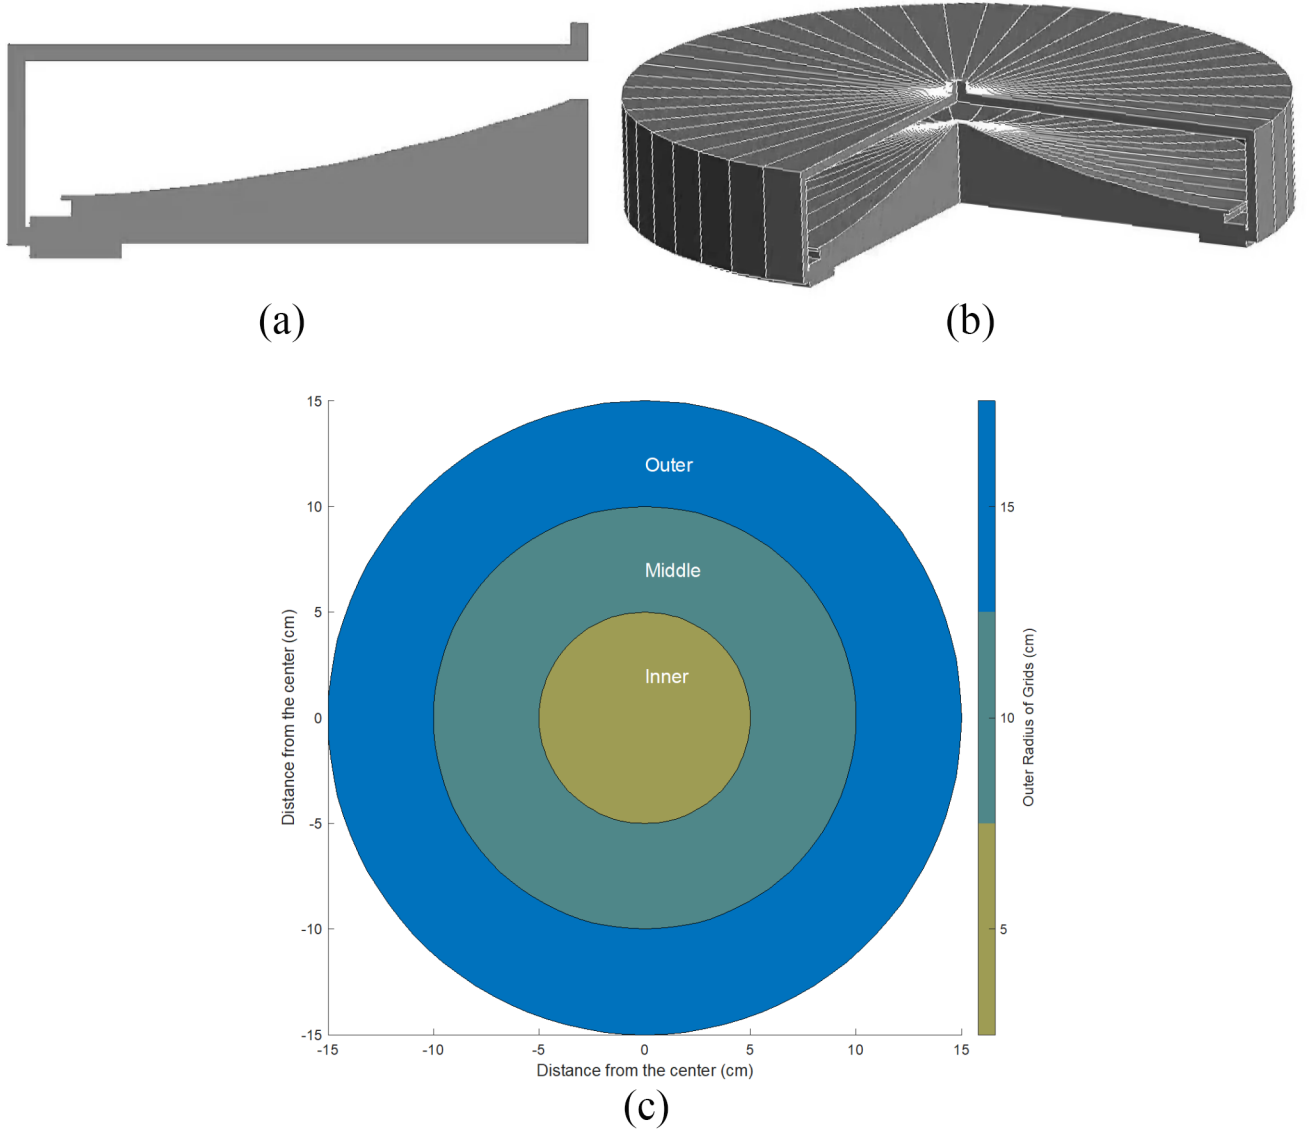 (a)
(b)
15
10
5
0
-5
-10
-15
Distance from the center (cm)
Outer
Middle
Inner
-15
-10
-5
0
5
10
15
Distance from the center (cm)
15
10
5
Outer Radius of Grids (cm)
(c)